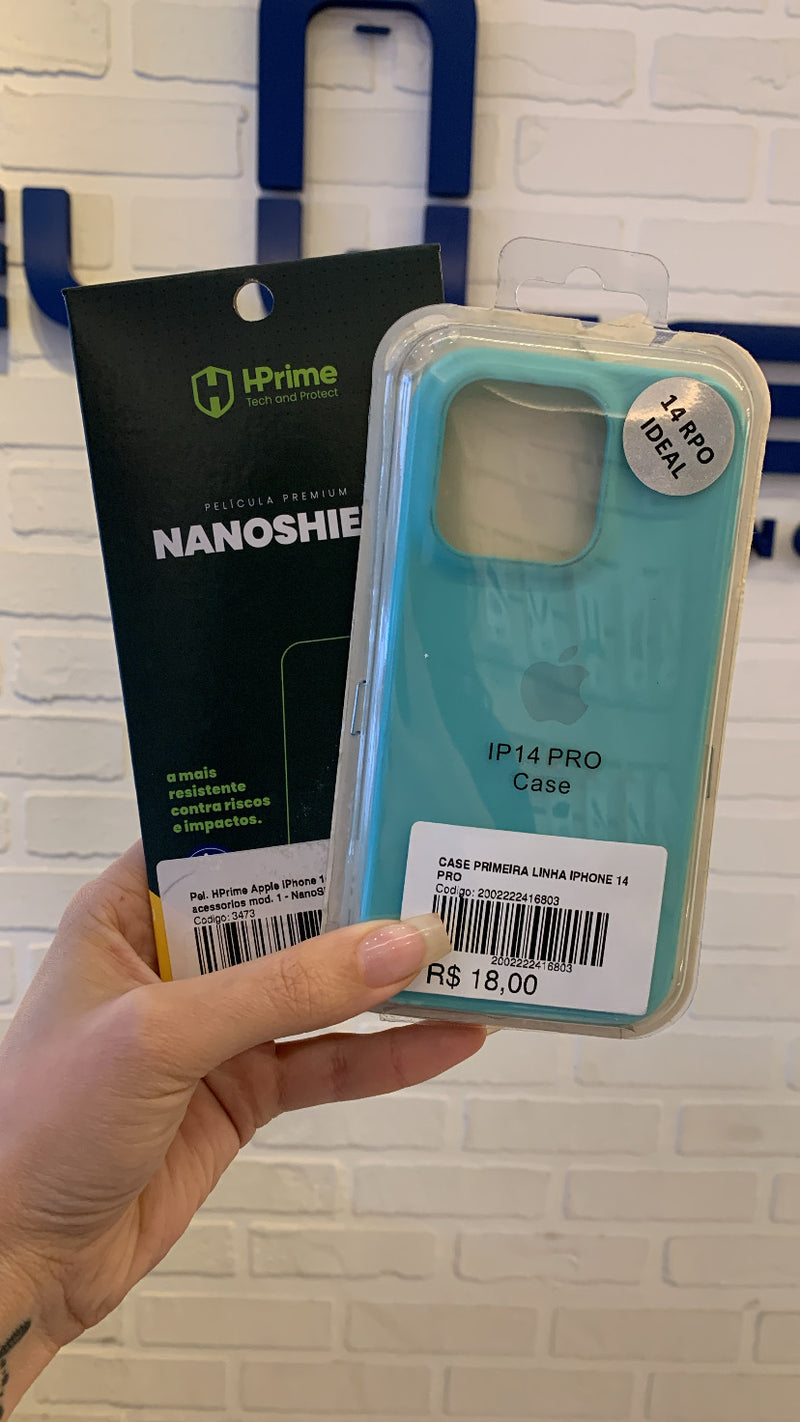 HPrime
Tech and Protect
PELÍCULA PREMIUM
NANOSHIE
a mais
resistente
contra riscos
e impactos.
Pel. HPrime Apple iPhone 1
acessorios mod. 1 - NanoS
Codigo: 3473
14 RPO
IDEAL
IP14 PRO
Case
CASE PRIMEIRA LINHA IPHONE 14
PRO
Codigo: 2002222416803
2002222416803
R$ 18,00